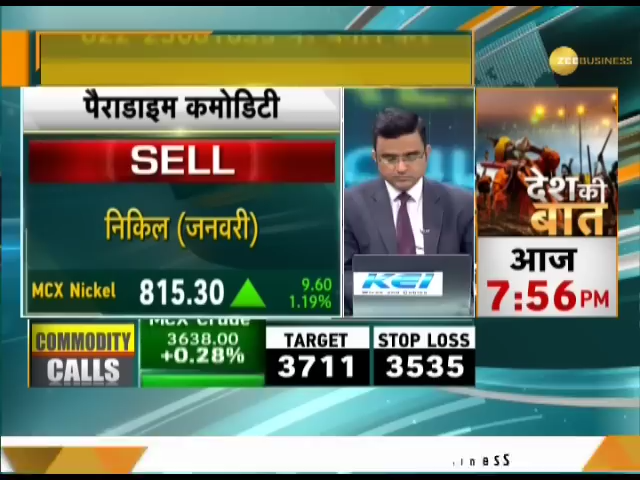 ZEEBUSINESS
पैराडाइम कमोडिटी
SELL
निकिल (जनवरी)
MCX Nickel 815.30 9.60
1.19%
KEI
देश की
बात
आज
7:56 PM
COMMODITY
CALLS
MCX Crude
3638.00
+0.28%
TARGET
3711
STOP LOSS
3535